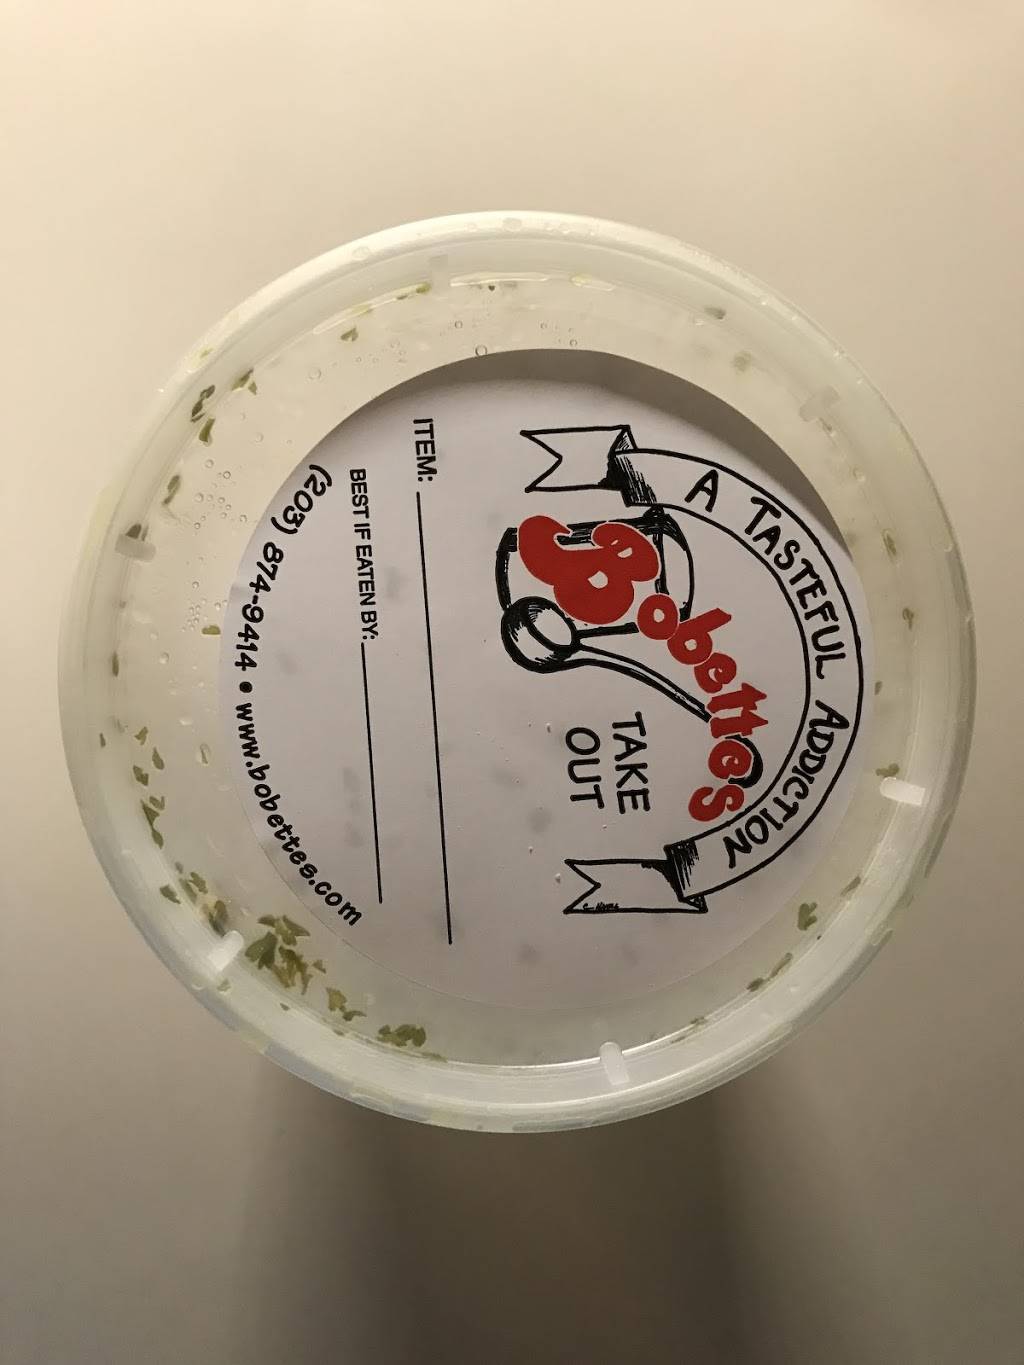 A TASTEFUL ADDICTION
Bobettes
TAKE
OUT
ITEM:
BEST IF EATEN BY:
(203) 874-9414 • www.bobettes.com